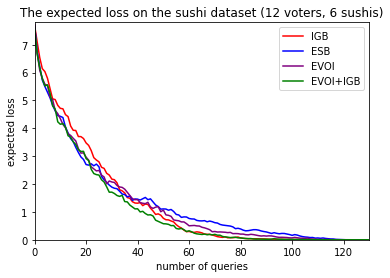 The expected loss on the sushi dataset (12 voters, 6 sushis)
IGB
ESB
EVOI
EVOI+IGB
expected loss
7
6
5
4
3
2
1
0
0 20 40 60 80 100 120
number of queries